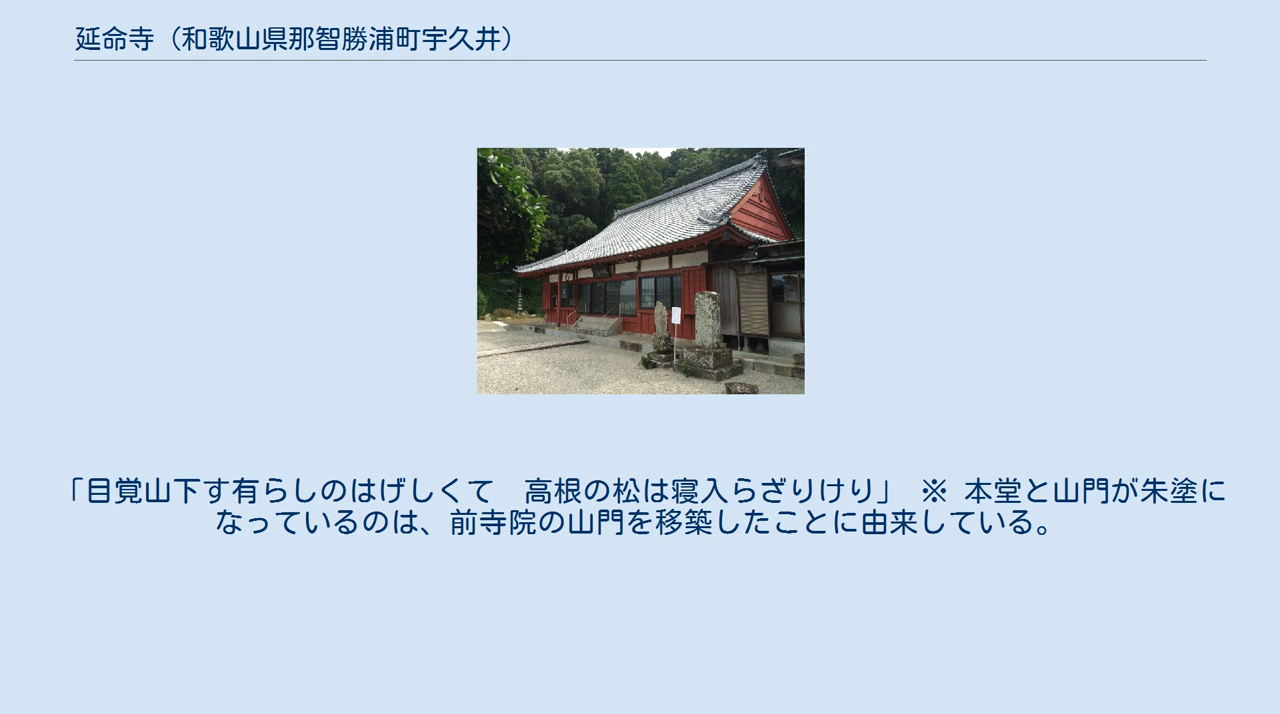 延命寺（和歌山県那智勝浦町宇久井）
「目覚山下す有らしのはげしくて　高根の松は寝入らざりけり」 ※ 本堂と山門が朱塗に
なっているのは、前寺院の山門を移築したことに由来している。